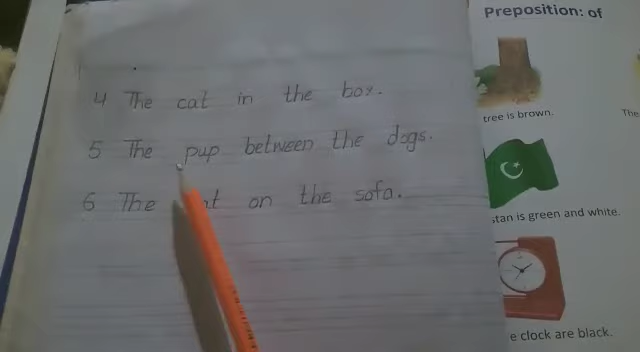 Preposition: of
4 The cat in the box.
tree is brown.
The
5 The pup between the dogs.
6 The on the sofa.
stan is green and white.
e clock are black.